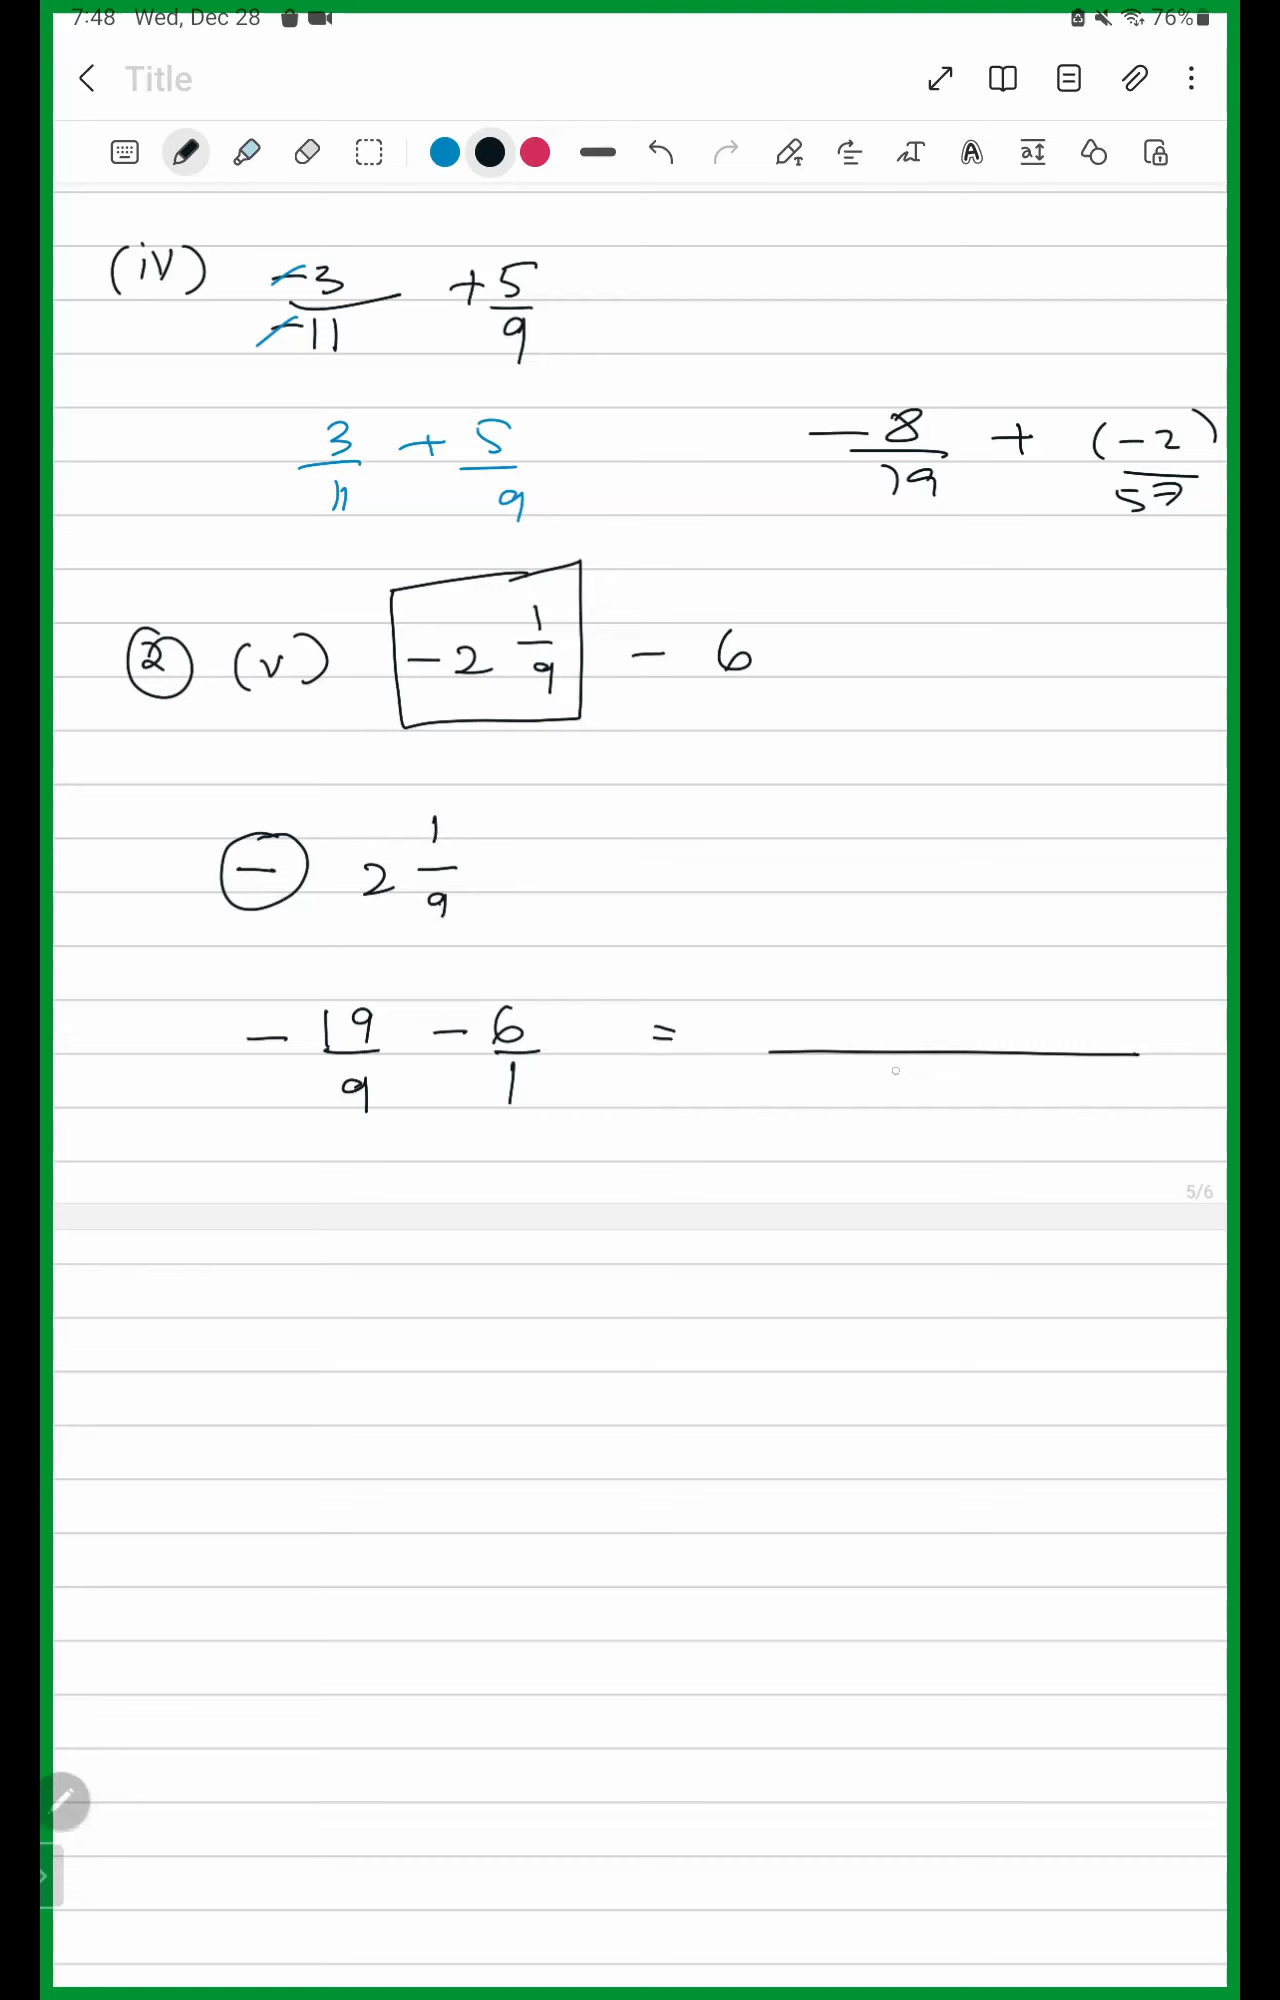 7:48 Wed, Dec 28 76%
Title
(iv) -3/-11 + 5/9
3/11 + 5/9
-8/19 + (-2)/57
② (v) -2 1/9 - 6
- 2 1/9
- 19/9 - 6/1 =
5/6